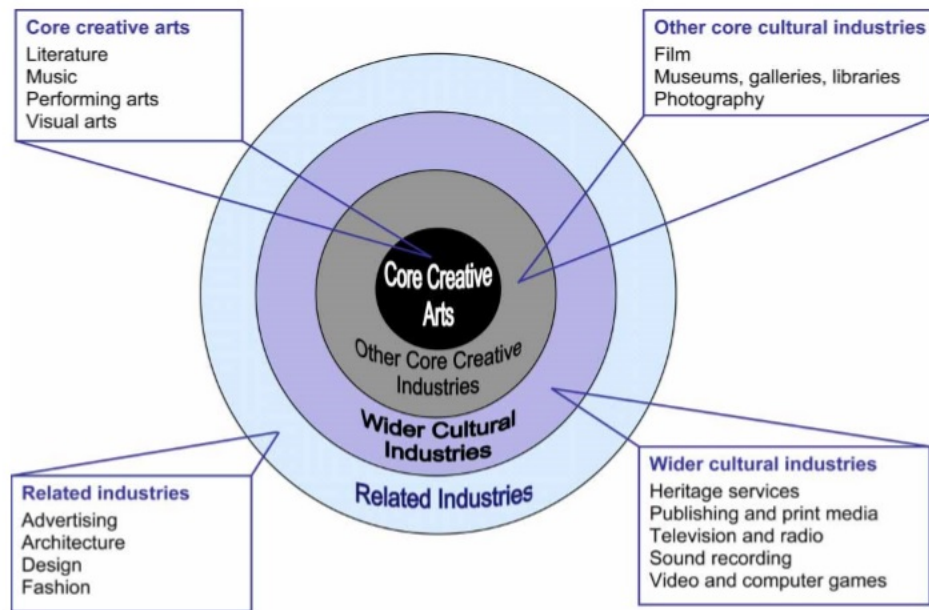 Core creative arts
Literature
Music
Performing arts
Visual arts
Other core cultural industries
Film
Museums, galleries, libraries
Photography
Core Creative
Arts
Other Core Creative
Industries
Wider Cultural
Industries
Related Industries
Related industries
Advertising
Architecture
Design
Fashion
Wider cultural industries
Heritage services
Publishing and print media
Television and radio
Sound recording
Video and computer games